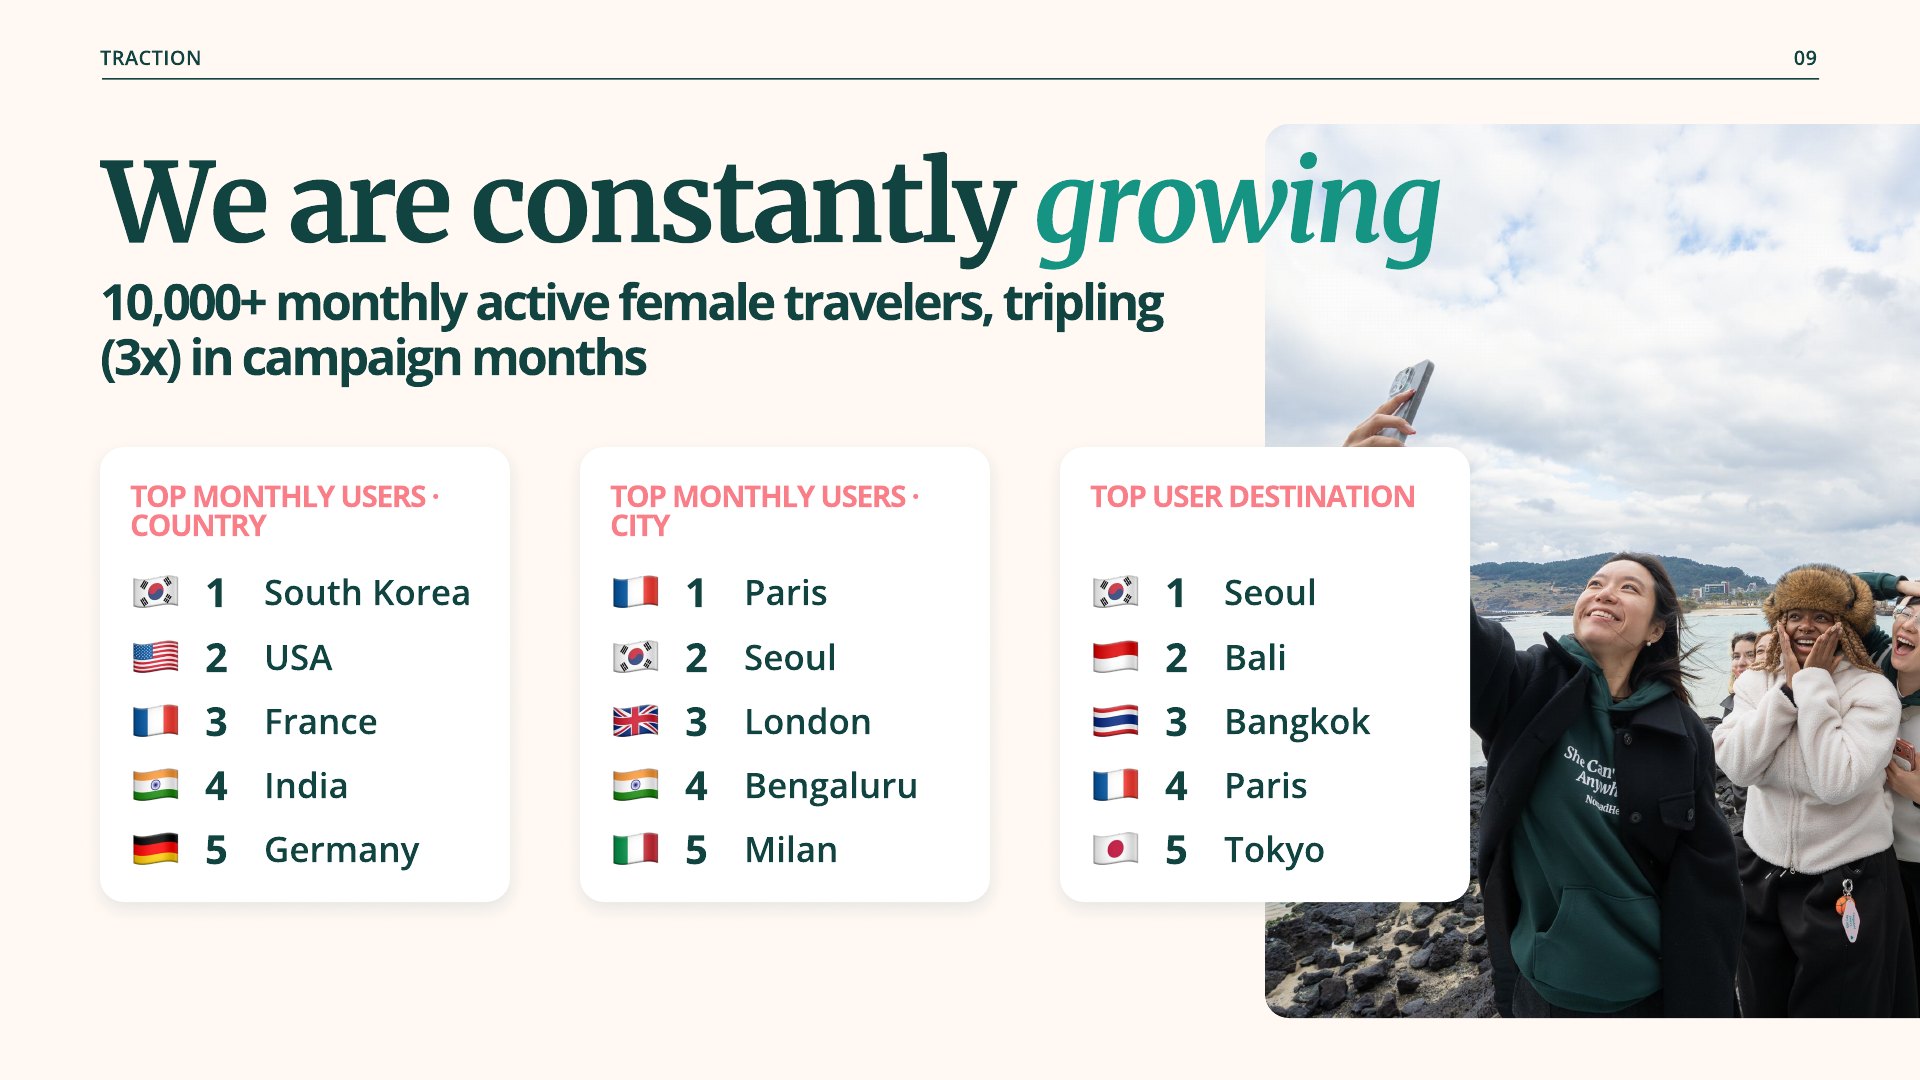 TRACTION
09
We are constantly growing
10,000+ monthly active female travelers, tripling
(3x) in campaign months
TOP MONTHLY USERS ·
COUNTRY
1 South Korea
2 USA
3 France
4 India
5 Germany
TOP MONTHLY USERS ·
CITY
1 Paris
2 Seoul
3 London
4 Bengaluru
5 Milan
TOP USER DESTINATION
1 Seoul
2 Bali
3 Bangkok
4 Paris
5 Tokyo
She Can